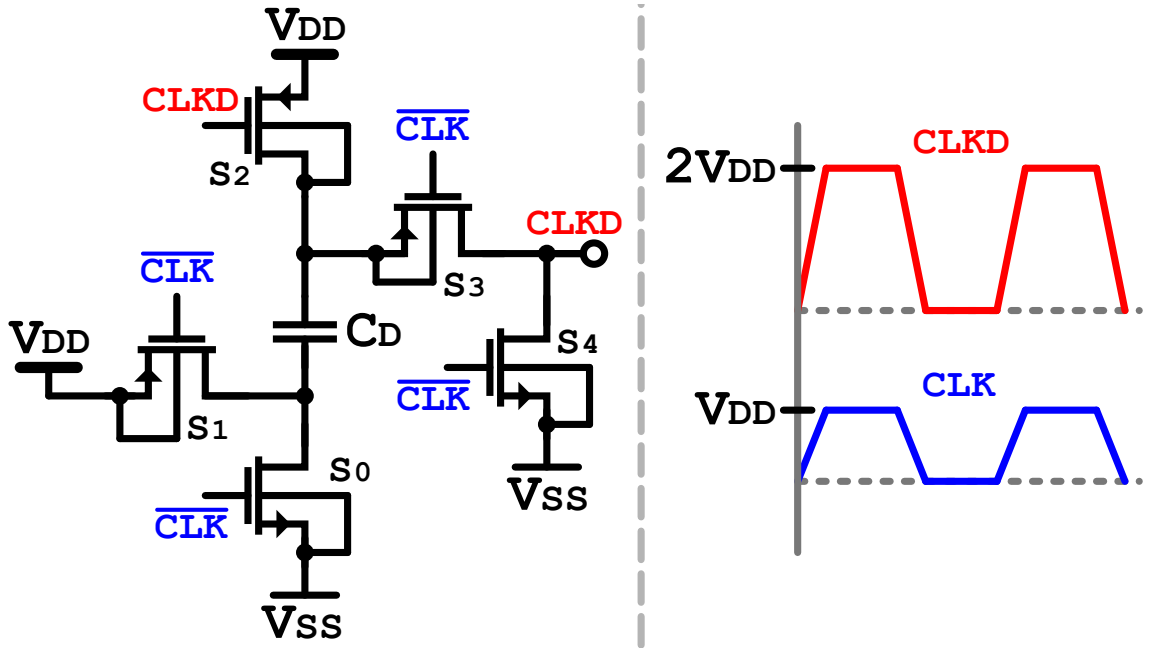 VDD
CLKD
S2
CLK
CLKD
S3
CLK
VDD
CD
S1
S4
CLK
S0
CLK
VSS
VSS
CLKD
2VDD
CLK
VDD